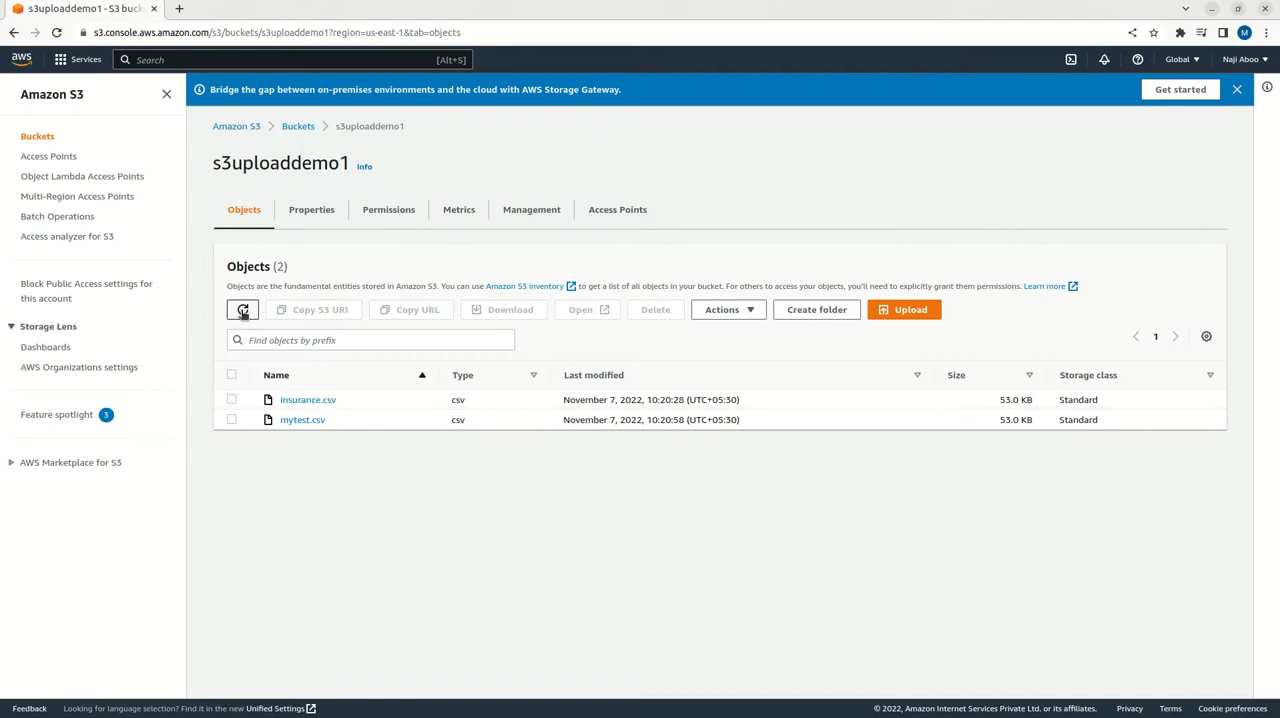 s3uploaddemo1 - S3 buck
s3.console.aws.amazon.com/s3/buckets/s3uploaddemo1?region=us-east-1&tab=objects
M
aws
Services
Search
[Alt+S]
Global
Naji Aboo
Amazon S3
Buckets
Access Points
Object Lambda Access Points
Multi-Region Access Points
Batch Operations
Access analyzer for S3
Block Public Access settings for
this account
Storage Lens
Dashboards
AWS Organizations settings
Feature spotlight 3
AWS Marketplace for S3
Bridge the gap between on-premises environments and the cloud with AWS Storage Gateway.
Get started
Amazon S3 > Buckets > s3uploaddemo1
s3uploaddemo1 Info
Objects Properties Permissions Metrics Management Access Points
Objects (2)
Objects are the fundamental entities stored in Amazon S3. You can use Amazon S3 inventory to get a list of all objects in your bucket. For others to access your objects, you'll need to explicitly grant them permissions. Learn more
Copy S3 URI Copy URL Download Open Delete Actions Create folder Upload
Find objects by prefix
1
Name Type Last modified Size Storage class
insurance.csv csv November 7, 2022, 10:20:28 (UTC+05:30) 53.0 KB Standard
mytest.csv csv November 7, 2022, 10:20:58 (UTC+05:30) 53.0 KB Standard
Feedback Looking for language selection? Find it in the new Unified Settings © 2022, Amazon Internet Services Private Ltd. or its affiliates. Privacy Terms Cookie preferences